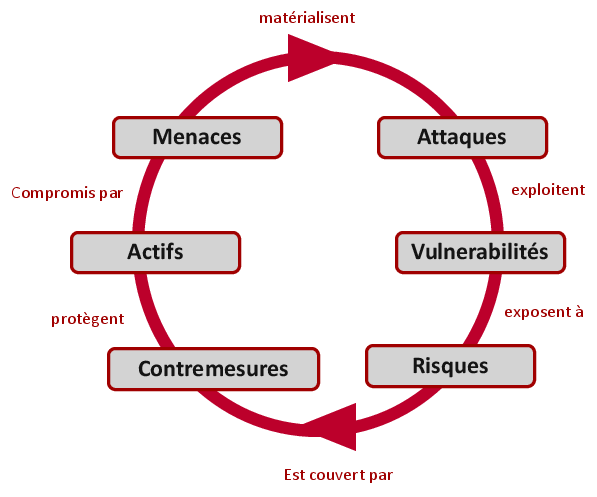 matérialisent
Menaces
Attaques
Compromis par
exploitent
Actifs
Vulnerabilités
protègent
exposent à
Contremesures
Risques
Est couvert par